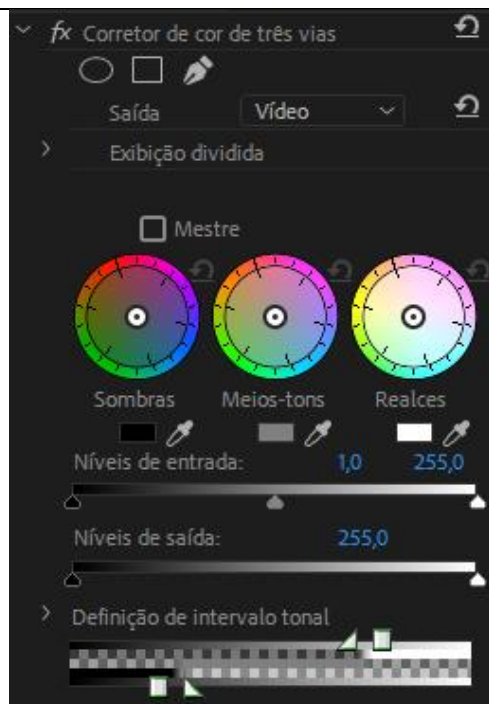 fx Corretor de cor de três vias
Saída Vídeo
Exibição dividida
Mestre
Sombras Meios-tons Realces
Níveis de entrada: 1,0 255,0
Níveis de saída: 255,0
Definição de intervalo tonal